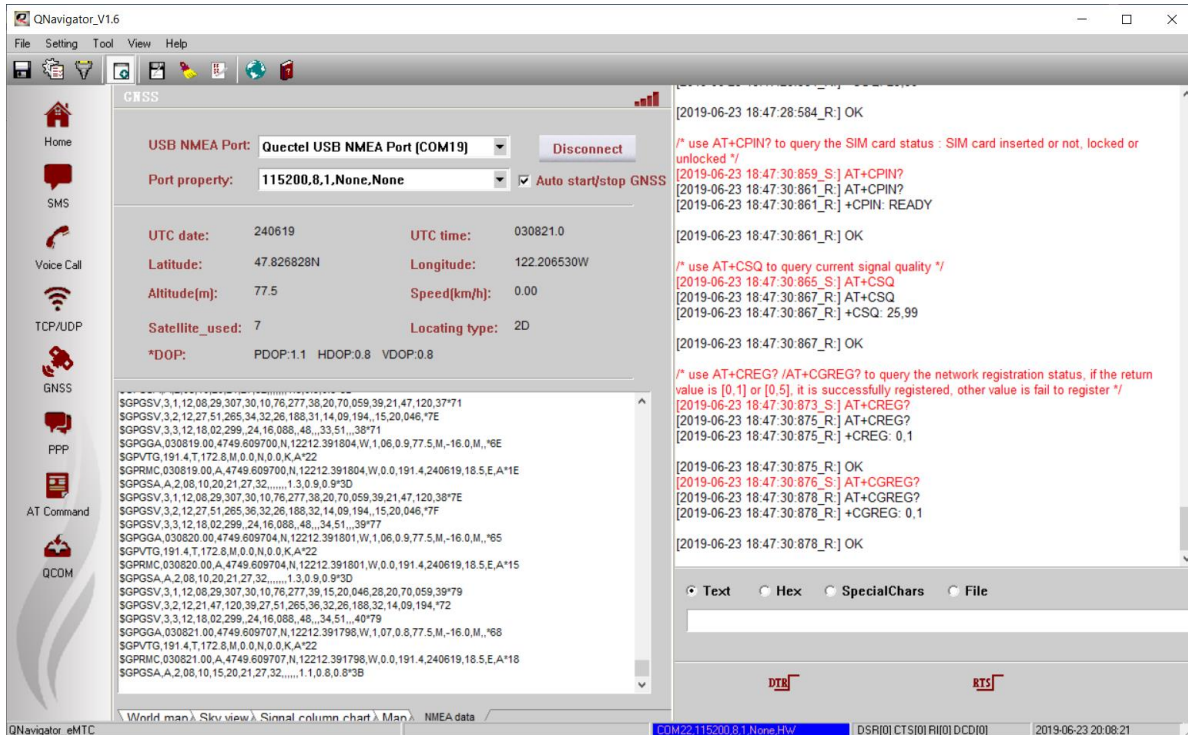 QNavigator_V1.6
File Setting Tool View Help
Home
SMS
Voice Call
TCP/UDP
GNSS
PPP
AT Command
QCOM
GNSS
USB NMEA Port: Quectel USB NMEA Port (COM19) Disconnect
Port property: 115200,8,1,None,None Auto start/stop GNSS
UTC date: 240619 UTC time: 030821.0
Latitude: 47.826828N Longitude: 122.206530W
Altitude(m): 77.5 Speed(km/h): 0.00
Satellite_used: 7 Locating type: 2D
*DOP: PDOP:1.1 HDOP:0.8 VDOP:0.8
$GPGSV,3,1,12,08,29,307,30,10,76,277,38,20,70,059,39,21,47,120,37*71
$GPGSV,3,2,12,27,51,265,34,32,26,188,31,14,09,194,,15,20,046,*7E
$GPGSV,3,3,12,18,02,299,,24,16,088,,48,,,33,51,,,38*71
$GPGGA,030819.00,4749.609700,N,12212.391804,W,1,06,0.9,77.5,M,-16.0,M,,*6E
$GPVTG,191.4,T,172.8,M,0.0,N,0.0,K,A*22
$GPRMC,030819.00,A,4749.609700,N,12212.391804,W,0.0,191.4,240619,18.5,E,A*1E
$GPGSA,A,2,08,10,20,21,27,32,,,,,,,1.3,0.9,0.9*3D
$GPGSV,3,1,12,08,29,307,30,10,76,277,38,20,70,059,39,21,47,120,38*7E
$GPGSV,3,2,12,27,51,265,36,32,26,188,32,14,09,194,,15,20,046,*7F
$GPGSV,3,3,12,18,02,299,,24,16,088,,48,,,34,51,,,39*77
$GPGGA,030820.00,4749.609704,N,12212.391801,W,1,06,0.9,77.5,M,-16.0,M,,*65
$GPVTG,191.4,T,172.8,M,0.0,N,0.0,K,A*22
$GPRMC,030820.00,A,4749.609704,N,12212.391801,W,0.0,191.4,240619,18.5,E,A*15
$GPGSA,A,2,08,10,20,21,27,32,,,,,,,1.3,0.9,0.9*3D
$GPGSV,3,1,12,08,29,307,30,10,76,277,39,15,20,046,28,20,70,059,39*79
$GPGSV,3,2,12,21,47,120,39,27,51,265,36,32,26,188,32,14,09,194,*72
$GPGSV,3,3,12,18,02,299,,24,16,088,,48,,,34,51,,,40*79
$GPGGA,030821.00,4749.609707,N,12212.391798,W,1,07,0.8,77.5,M,-16.0,M,,*68
$GPVTG,191.4,T,172.8,M,0.0,N,0.0,K,A*22
$GPRMC,030821.00,A,4749.609707,N,12212.391798,W,0.0,191.4,240619,18.5,E,A*18
$GPGSA,A,2,08,10,15,20,21,27,32,,,,,,1.1,0.8,0.8*3B
World map Sky view Signal column chart Map NMEA data
[2019-06-23 18:47:28:584_R:] OK
/* use AT+CPIN? to query the SIM card status : SIM card inserted or not, locked or
unlocked */
[2019-06-23 18:47:30:859_S:] AT+CPIN?
[2019-06-23 18:47:30:861_R:] AT+CPIN?
[2019-06-23 18:47:30:861_R:] +CPIN: READY
[2019-06-23 18:47:30:861_R:] OK
/* use AT+CSQ to query current signal quality */
[2019-06-23 18:47:30:865_S:] AT+CSQ
[2019-06-23 18:47:30:867_R:] AT+CSQ
[2019-06-23 18:47:30:867_R:] +CSQ: 25,99
[2019-06-23 18:47:30:867_R:] OK
/* use AT+CREG? /AT+CGREG? to query the network registration status, if the return
value is [0,1] or [0,5], it is successfully registered, other value is fail to register */
[2019-06-23 18:47:30:873_S:] AT+CREG?
[2019-06-23 18:47:30:875_R:] AT+CREG?
[2019-06-23 18:47:30:875_R:] +CREG: 0,1
[2019-06-23 18:47:30:875_R:] OK
[2019-06-23 18:47:30:876_S:] AT+CGREG?
[2019-06-23 18:47:30:878_R:] AT+CGREG?
[2019-06-23 18:47:30:878_R:] +CGREG: 0,1
[2019-06-23 18:47:30:878_R:] OK
Text Hex SpecialChars File
DTR RTS
QNavigator_eMTC COM22,115200,8,1,None,HW DSR[0] CTS[0] RI[0] DCD[0] 2019-06-23 20:08:21